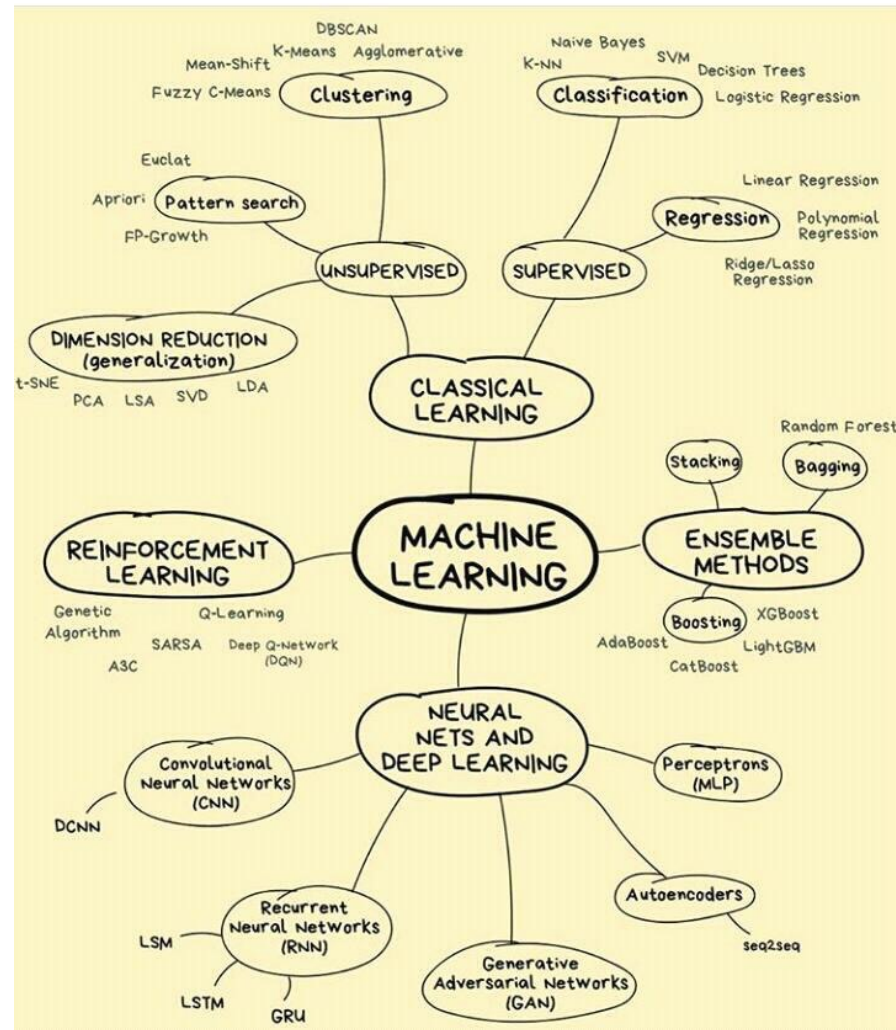 DBSCAN
K-Means
Agglomerative
Mean-Shift
Fuzzy C-Means
Clustering
Naive Bayes
K-NN
SVM
Decision Trees
Classification
Logistic Regression
Euclat
Apriori
Pattern search
FP-Growth
Linear Regression
Regression
Polynomial
Regression
Ridge/Lasso
Regression
UNSUPERVISED
SUPERVISED
DIMENSION REDUCTION
(generalization)
t-SNE
PCA
LSA
SVD
LDA
CLASSICAL
LEARNING
Random Forest
Stacking
Bagging
MACHINE
LEARNING
REINFORCEMENT
LEARNING
Genetic
Algorithm
Q-Learning
SARSA
Deep Q-Network
(DQN)
A3C
ENSEMBLE
METHODS
Boosting
XGBoost
AdaBoost
LightGBM
CatBoost
NEURAL
NETS AND
DEEP LEARNING
Convolutional
Neural Networks
(CNN)
DCNN
Perceptrons
(MLP)
Autoencoders
seq2seq
Recurrent
Neural Networks
(RNN)
LSM
LSTM
GRU
Generative
Adversarial Networks
(GAN)